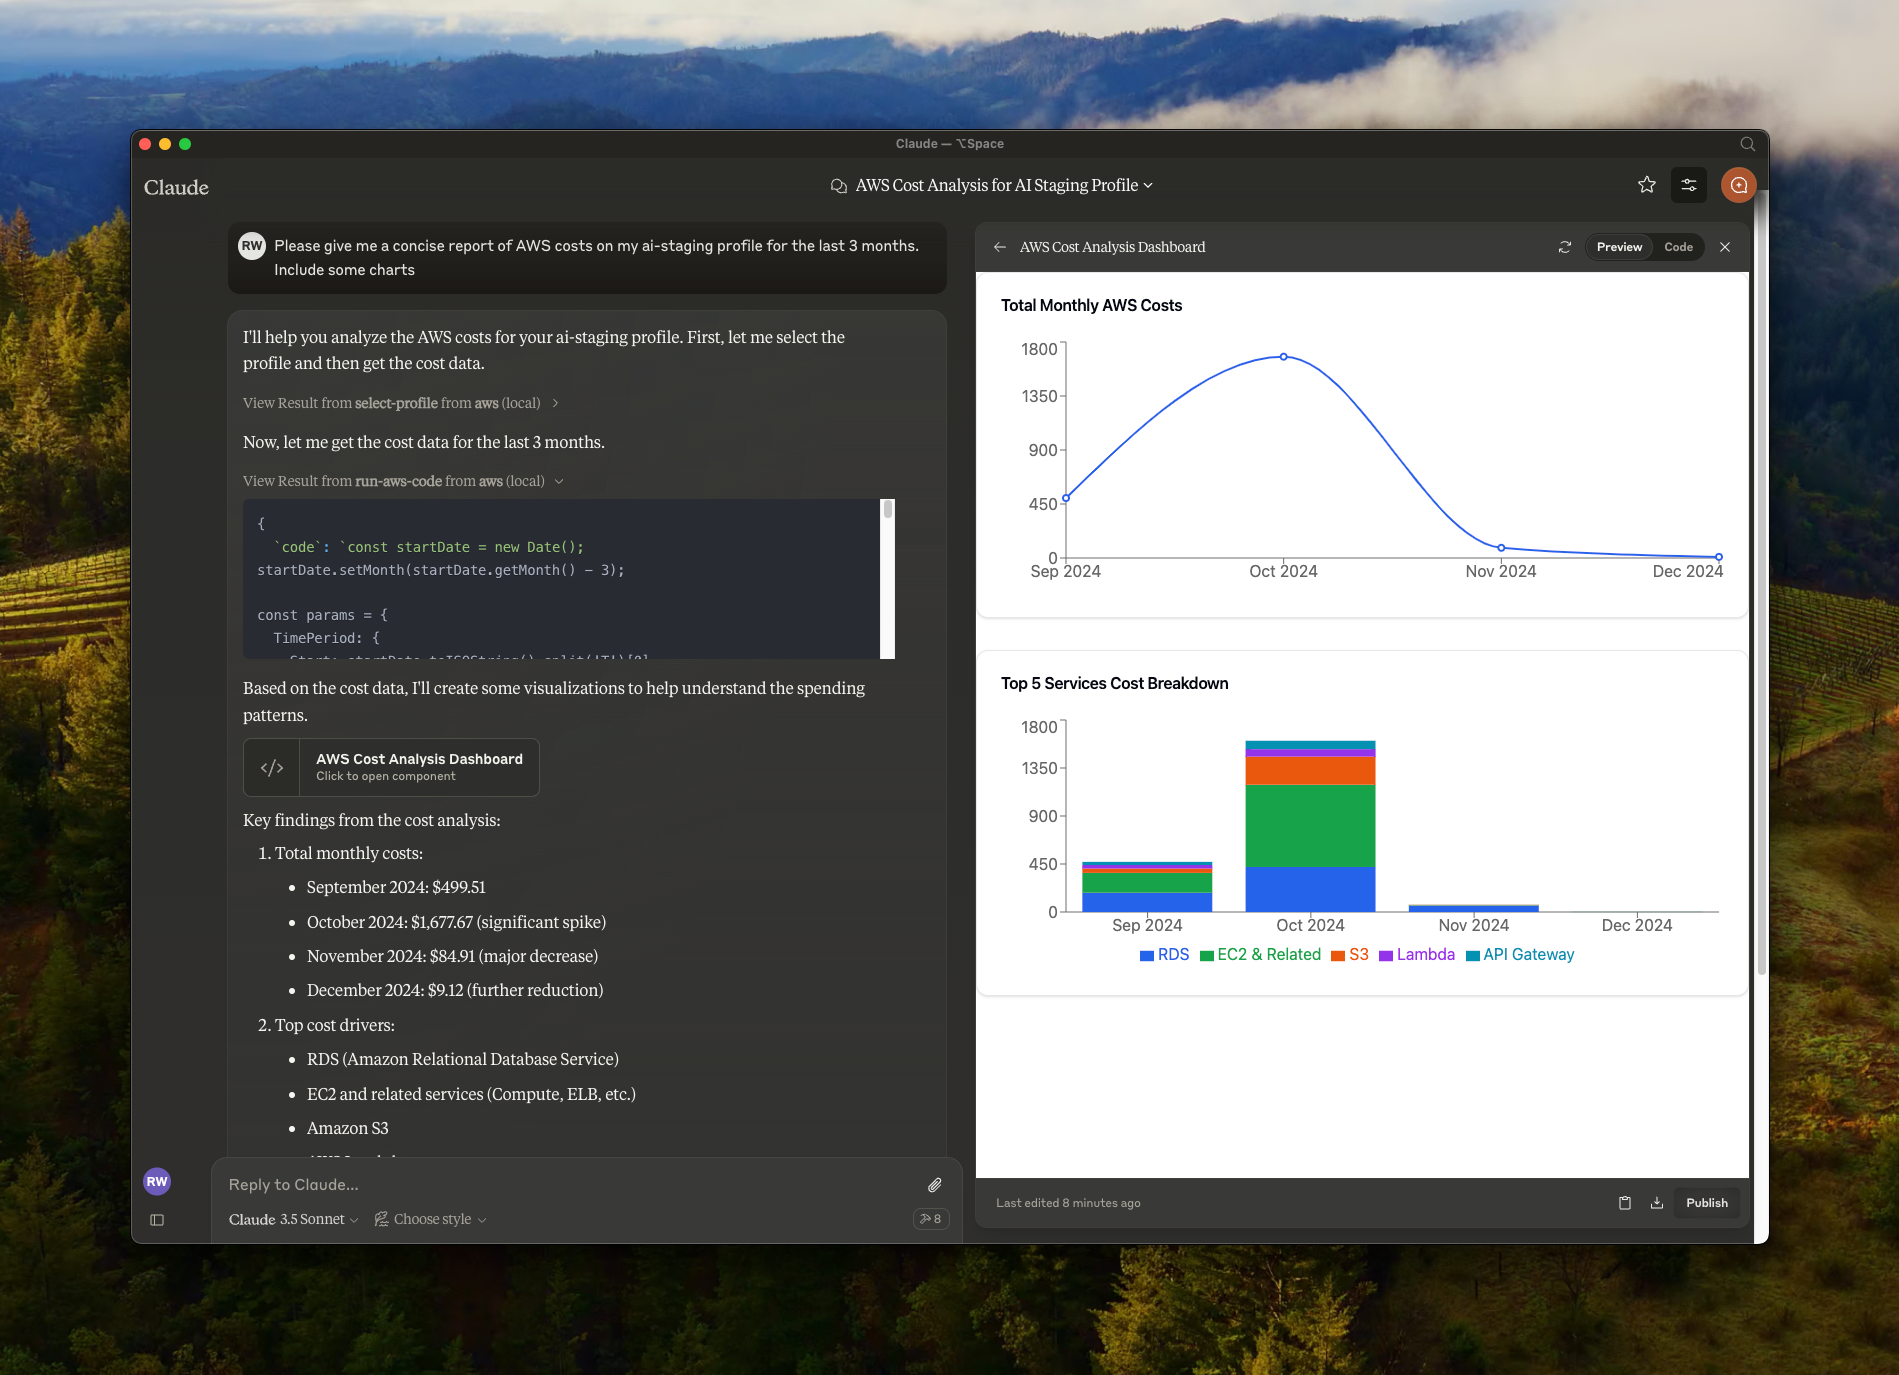 Claude — ⌥Space
Claude
AWS Cost Analysis for AI Staging Profile
RW
Please give me a concise report of AWS costs on my ai-staging profile for the last 3 months.
Include some charts
I'll help you analyze the AWS costs for your ai-staging profile. First, let me select the
profile and then get the cost data.
View Result from select-profile from aws (local)
Now, let me get the cost data for the last 3 months.
View Result from run-aws-code from aws (local)
{
`code`: `const startDate = new Date();
startDate.setMonth(startDate.getMonth() - 3);
const params = {
TimePeriod: {
Start: startDate.toISOString().split('T')[0]
Based on the cost data, I'll create some visualizations to help understand the spending
patterns.
</>
AWS Cost Analysis Dashboard
Click to open component
Key findings from the cost analysis:
1. Total monthly costs:
• September 2024: $499.51
• October 2024: $1,677.67 (significant spike)
• November 2024: $84.91 (major decrease)
• December 2024: $9.12 (further reduction)
2. Top cost drivers:
• RDS (Amazon Relational Database Service)
• EC2 and related services (Compute, ELB, etc.)
• Amazon S3
RW
Reply to Claude...
Claude 3.5 Sonnet
Choose style
8
AWS Cost Analysis Dashboard
Preview
Code
Total Monthly AWS Costs
1800
1350
900
450
0
Sep 2024 Oct 2024 Nov 2024 Dec 2024
Top 5 Services Cost Breakdown
1800
1350
900
450
0
Sep 2024 Oct 2024 Nov 2024 Dec 2024
RDS EC2 & Related S3 Lambda API Gateway
Last edited 8 minutes ago
Publish